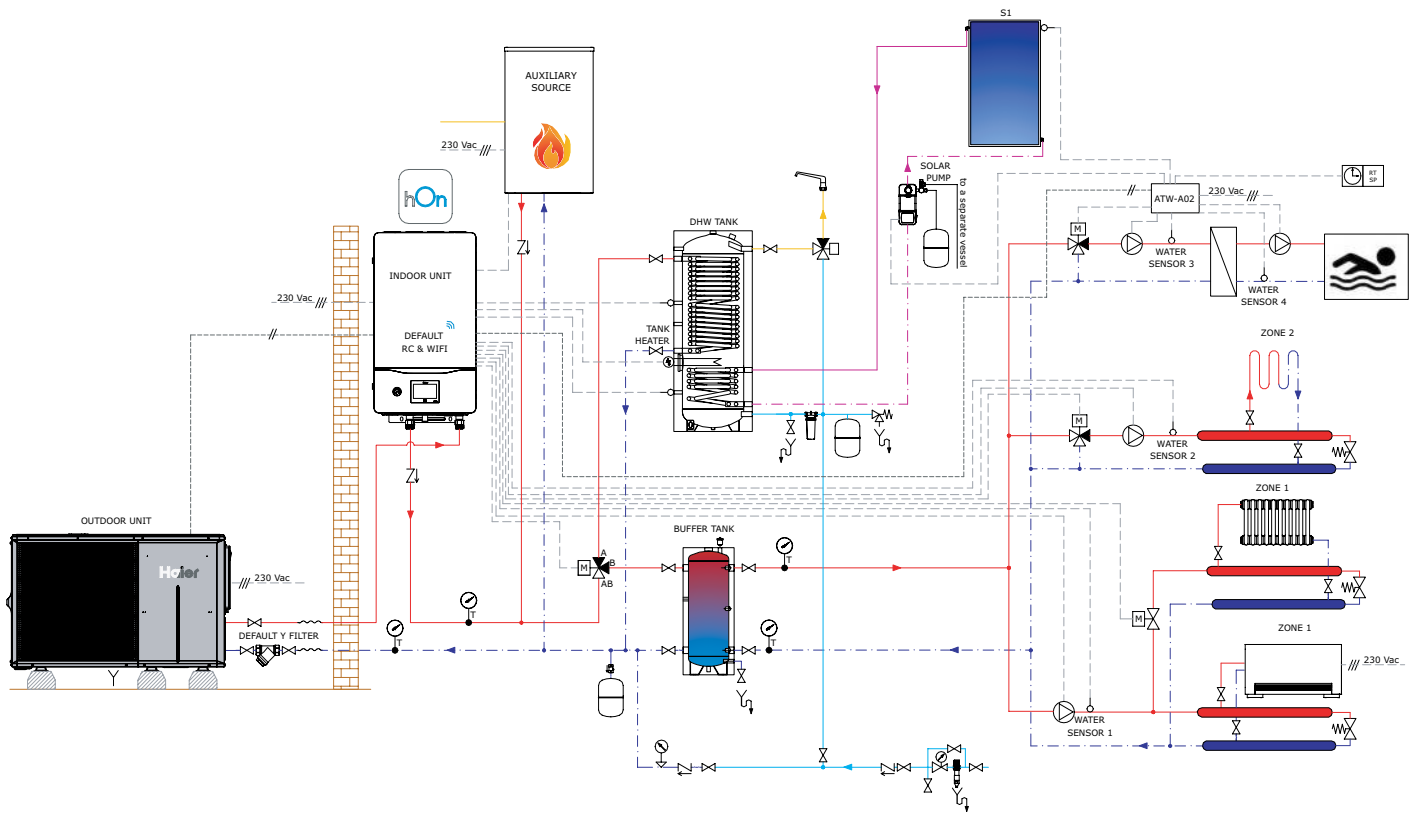 S1
AUXILIARY
SOURCE
230 Vac
hOn
SOLAR
PUMP
to a separate vessel
RT
SP
ATW-A02
230 Vac
DHW TANK
M
WATER
SENSOR 3
WATER
SENSOR 4
INDOOR UNIT
230 Vac
DEFAULT
RC & WIFI
TANK
HEATER
ZONE 2
M
WATER
SENSOR 2
ZONE 1
OUTDOOR UNIT
Haier
230 Vac
BUFFER TANK
A
M
B
AB
T
T
DEFAULT Y FILTER
T
T
M
ZONE 1
230 Vac
WATER
SENSOR 1